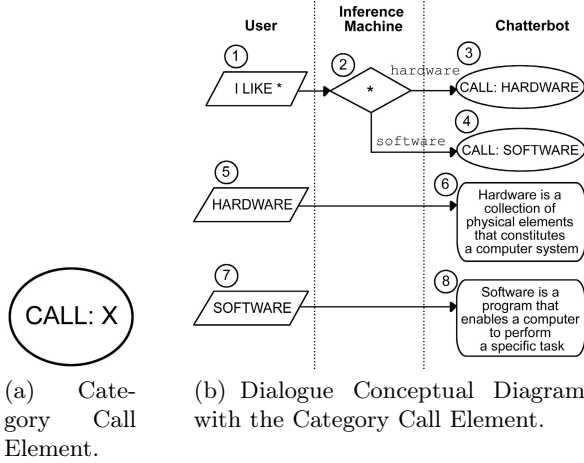 User
Inference
Machine
Chatterbot
1
2
3
I LIKE *
*
hardware
CALL: HARDWARE
4
software
CALL: SOFTWARE
5
6
HARDWARE
Hardware is a
collection of
physical elements
that constitutes
a computer system
7
8
SOFTWARE
Software is a
program that
enables a computer
to perform
a specific task
CALL: X
(a) Cate-
gory Call
Element.
(b) Dialogue Conceptual Diagram
with the Category Call Element.